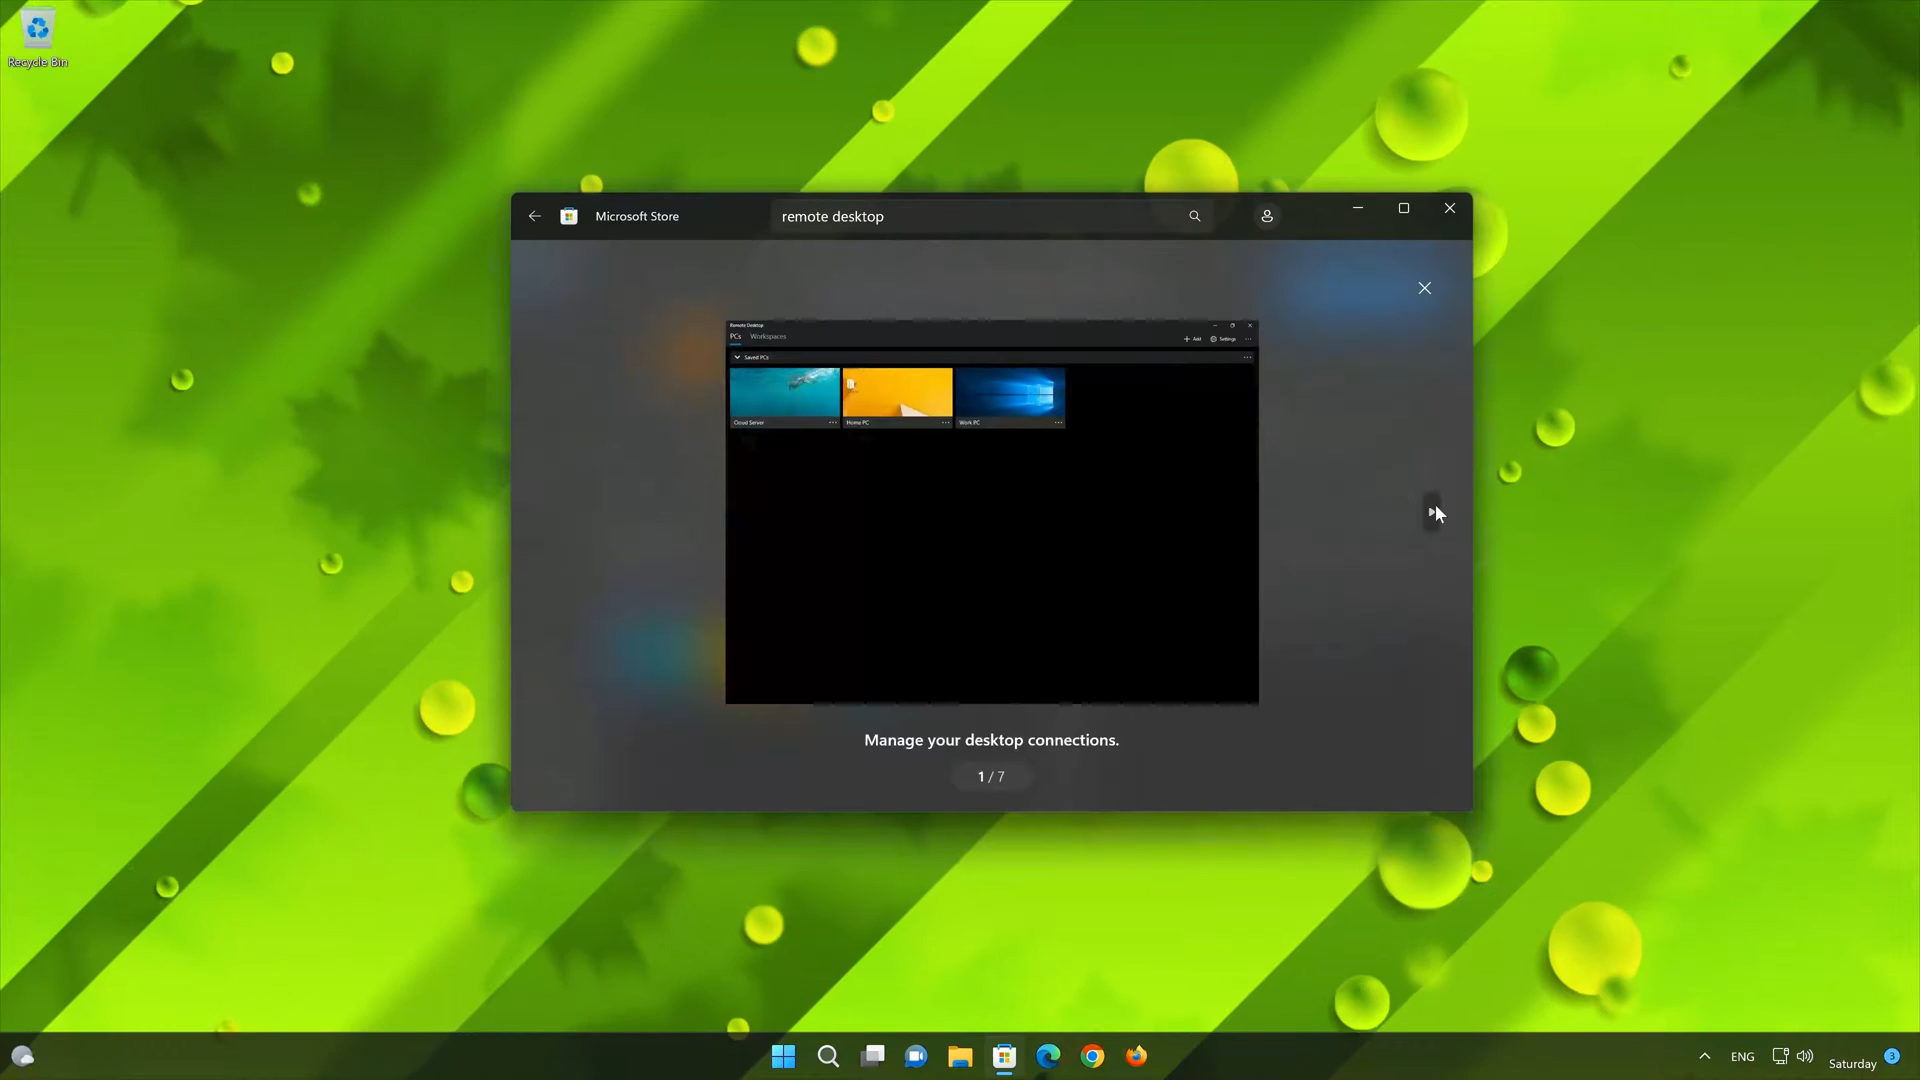 Recycle Bin
Microsoft Store
remote desktop
Remote Desktop
PCs Workspaces
Add Settings
Saved PCs
Cloud Server
Home PC
Work PC
Manage your desktop connections.
1 / 7
ENG
Saturday
3